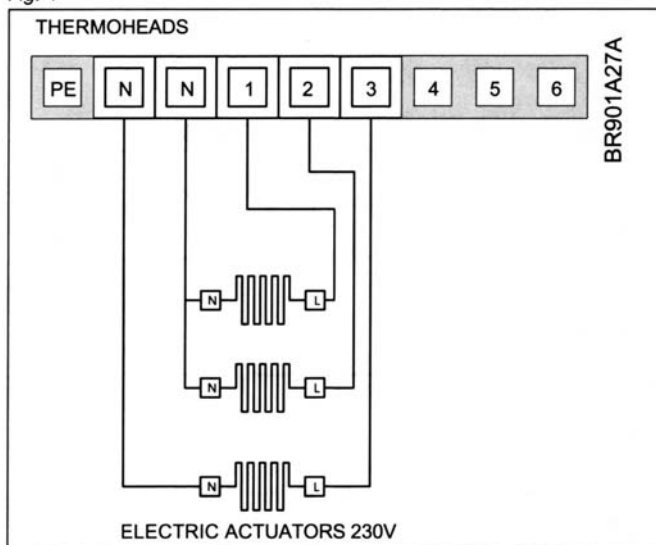 THERMOHEADS
PE N N 1 2 3 4 5 6
BR901A27A
N L
N L
N L
ELECTRIC ACTUATORS 230V